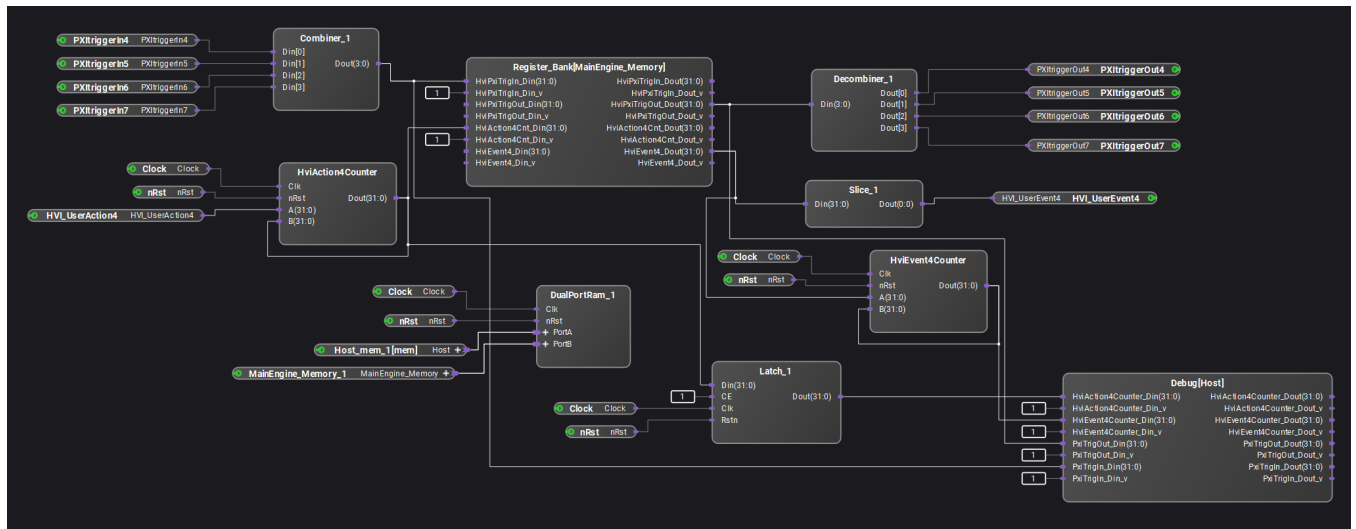 PXItriggerIn4 PXItriggerIn4
PXItriggerIn5 PXItriggerIn5
PXItriggerIn6 PXItriggerIn6
PXItriggerIn7 PXItriggerIn7
Combiner_1
Din[0]
Din[1] Dout(3:0)
Din[2]
Din[3]
Register_Bank[MainEngine_Memory]
HviPxiTrigIn_Din(31:0) HviPxiTrigIn_Dout(31:0)
1
HviPxiTrigIn_Din_v HviPxiTrigIn_Dout_v
HviPxiTrigOut_Din(31:0) HviPxiTrigOut_Dout(31:0)
HviPxiTrigOut_Din_v HviPxiTrigOut_Dout_v
HviAction4Cnt_Din(31:0) HviAction4Cnt_Dout(31:0)
1
HviAction4Cnt_Din_v HviAction4Cnt_Dout_v
HviEvent4_Din(31:0) HviEvent4_Dout(31:0)
HviEvent4_Din_v HviEvent4_Dout_v
Decombiner_1
Dout[0]
Din(3:0) Dout[1]
Dout[2]
Dout[3]
PXItriggerOut4 PXItriggerOut4
PXItriggerOut5 PXItriggerOut5
PXItriggerOut6 PXItriggerOut6
PXItriggerOut7 PXItriggerOut7
Clock Clock
nRst nRst
HVI_UserAction4 HVI_UserAction4
HviAction4Counter
Clk
nRst Dout(31:0)
A(31:0)
B(31:0)
Slice_1
Din(31:0) Dout(0:0)
HVI_UserEvent4 HVI_UserEvent4
Clock Clock
nRst nRst
HviEvent4Counter
Clk
nRst Dout(31:0)
A(31:0)
B(31:0)
Clock Clock
nRst nRst
Host_mem_1[mem] Host +
MainEngine_Memory_1 MainEngine_Memory +
DualPortRam_1
Clk
nRst
+ PortA
+ PortB
Latch_1
Din(31:0)
1
CE Dout(31:0)
Clock Clock
Clk
nRst nRst
Rstn
Debug[Host]
HviAction4Counter_Din(31:0) HviAction4Counter_Dout(31:0)
1
HviAction4Counter_Din_v HviAction4Counter_Dout_v
HviEvent4Counter_Din(31:0) HviEvent4Counter_Dout(31:0)
1
HviEvent4Counter_Din_v HviEvent4Counter_Dout_v
PxiTrigOut_Din(31:0) PxiTrigOut_Dout(31:0)
1
PxiTrigOut_Din_v PxiTrigOut_Dout_v
PxiTrigIn_Din(31:0) PxiTrigIn_Dout(31:0)
1
PxiTrigIn_Din_v PxiTrigIn_Dout_v